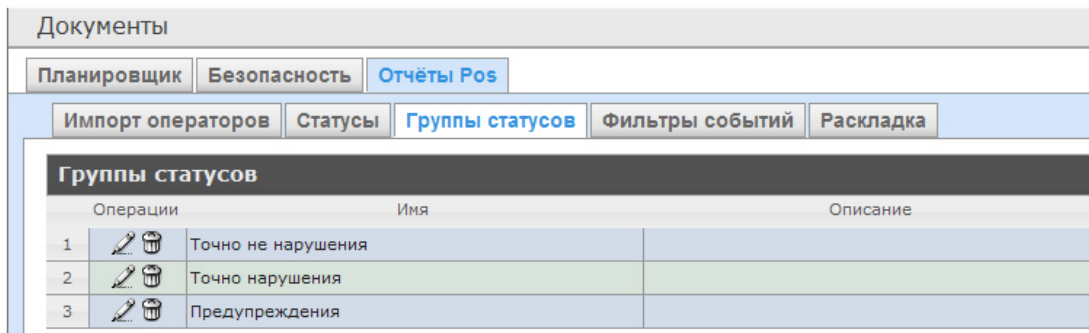 Документы
Планировщик Безопасность Отчёты Pos
Импорт операторов Статусы Группы статусов Фильтры событий Раскладка
Группы статусов
Операции Имя Описание
1 Точно не нарушения
2 Точно нарушения
3 Предупреждения